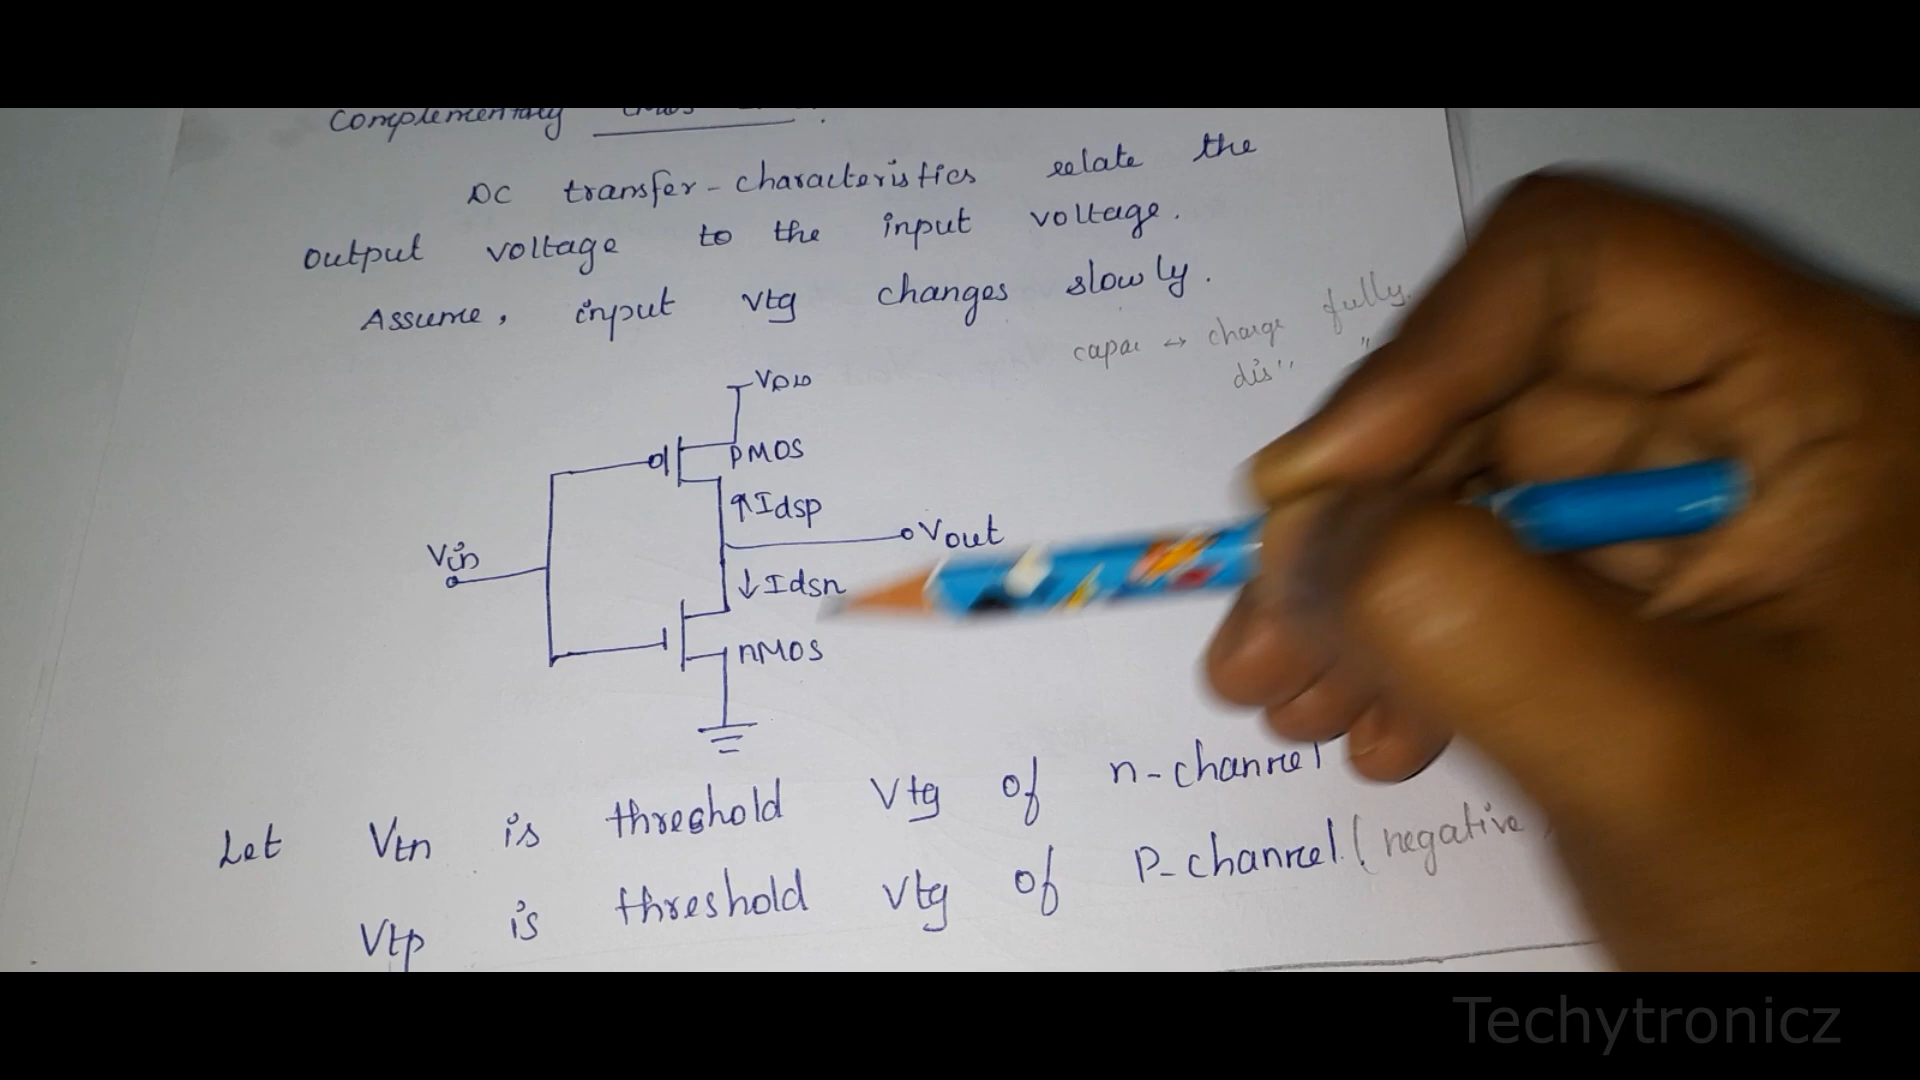 Complementary CMOS
DC transfer-characteristics relate the
output voltage to the input voltage.
Assume, input vtg changes slowly.
capac ↔ charge fully.
dis" "
VDD
PMOS
↑Idsp
Vout
Vin
↓Idsn
nMOS
Let Vtn is threshold Vtg of n-channel
Vtp is threshold Vtg of P-channel. (negative
Techytronicz